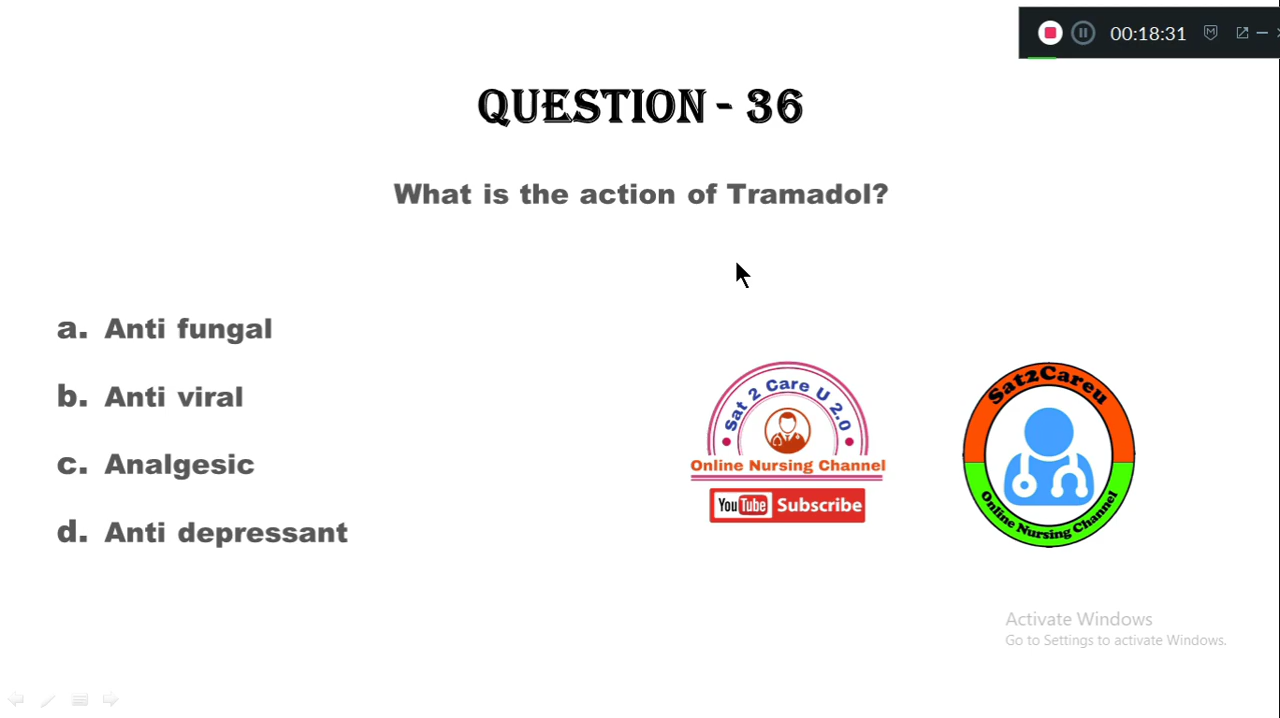 00:18:31
QUESTION - 36
What is the action of Tramadol?
a. Anti fungal
b. Anti viral
c. Analgesic
d. Anti depressant
Sat 2 Care U 2.0
Online Nursing Channel
YouTube Subscribe
Sat2Careu
Online Nursing Channel
Activate Windows
Go to Settings to activate Windows.